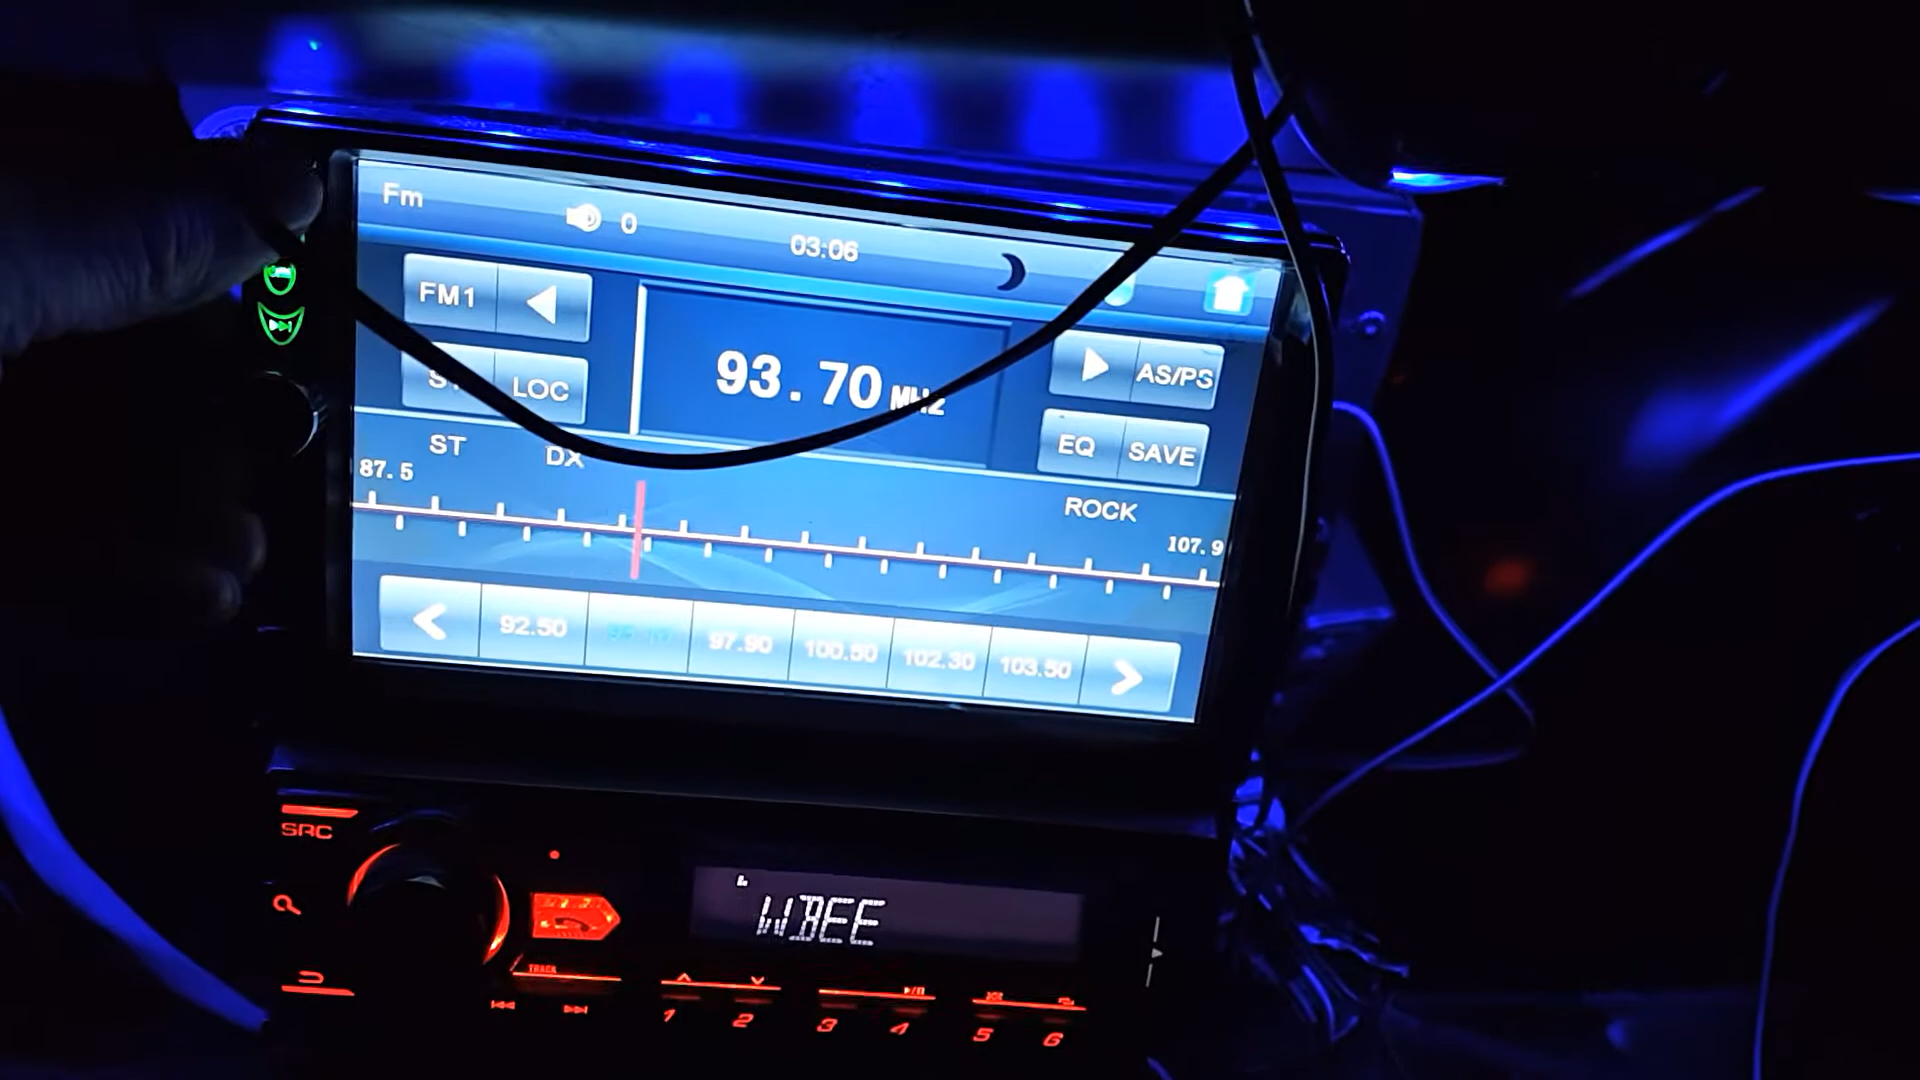 Fm 0 03:06
FM1
LOC
93.70 MHz
AS/PS
EQ SAVE
ST DX
ROCK
87.5
107.9
92.50 97.90 100.50 102.30 103.50
SRC
WBEE
TRACK
1 2 3 4 5 6